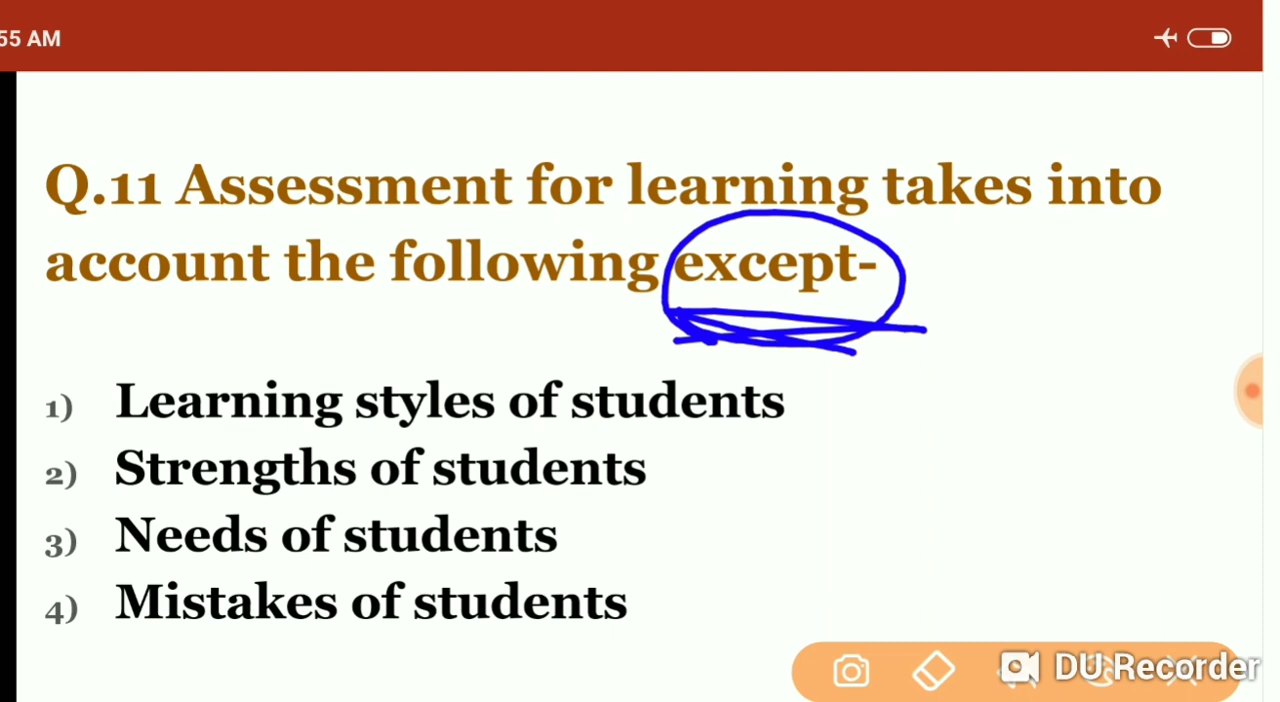 55 AM
Q.11 Assessment for learning takes into
account the following except-
1) Learning styles of students
2) Strengths of students
3) Needs of students
4) Mistakes of students
DU Recorder